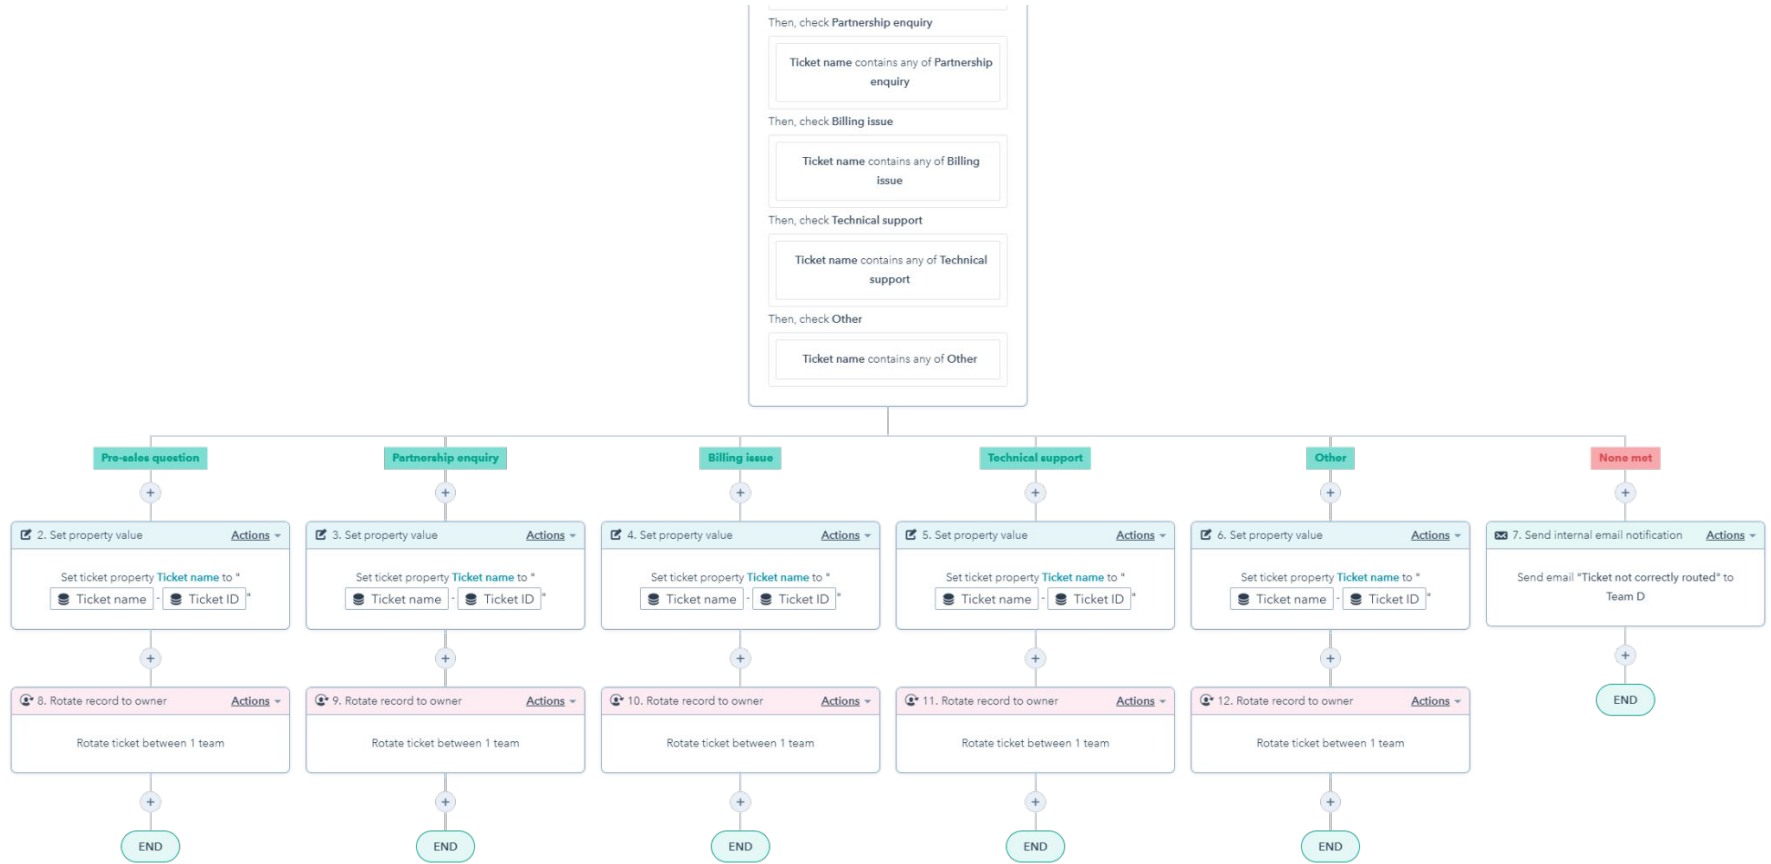 Then, check Partnership enquiry
Ticket name contains any of Partnership
enquiry
Then, check Billing issue
Ticket name contains any of Billing
issue
Then, check Technical support
Ticket name contains any of Technical
support
Then, check Other
Ticket name contains any of Other
Pre-sales question
Partnership enquiry
Billing issue
Technical support
Other
None met
2. Set property value Actions
Set ticket property Ticket name to "
Ticket name - Ticket ID "
3. Set property value Actions
Set ticket property Ticket name to "
Ticket name - Ticket ID "
4. Set property value Actions
Set ticket property Ticket name to "
Ticket name - Ticket ID "
5. Set property value Actions
Set ticket property Ticket name to "
Ticket name - Ticket ID "
6. Set property value Actions
Set ticket property Ticket name to "
Ticket name - Ticket ID "
7. Send internal email notification Actions
Send email "Ticket not correctly routed" to
Team D
8. Rotate record to owner Actions
Rotate ticket between 1 team
9. Rotate record to owner Actions
Rotate ticket between 1 team
10. Rotate record to owner Actions
Rotate ticket between 1 team
11. Rotate record to owner Actions
Rotate ticket between 1 team
12. Rotate record to owner Actions
Rotate ticket between 1 team
END
END
END
END
END
END